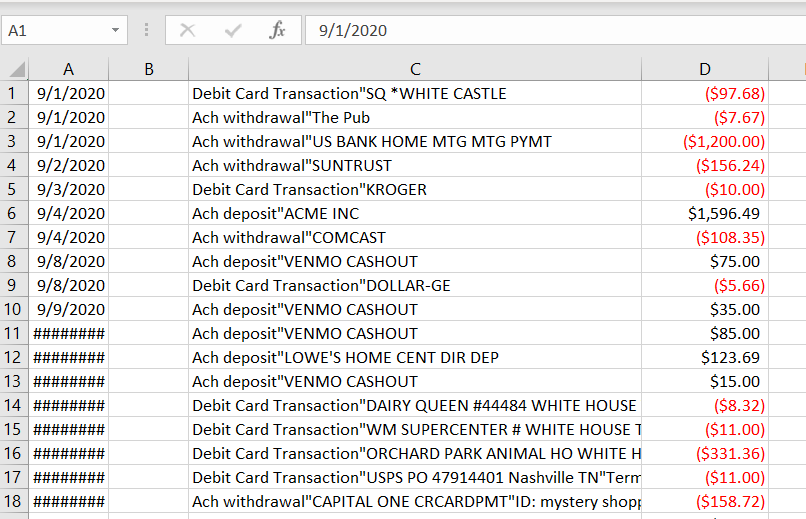 A1 fx 9/1/2020
A B C D
1 9/1/2020 Debit Card Transaction"SQ *WHITE CASTLE ($97.68)
2 9/1/2020 Ach withdrawal"The Pub ($7.67)
3 9/1/2020 Ach withdrawal"US BANK HOME MTG MTG PYMT ($1,200.00)
4 9/2/2020 Ach withdrawal"SUNTRUST ($156.24)
5 9/3/2020 Debit Card Transaction"KROGER ($10.00)
6 9/4/2020 Ach deposit"ACME INC $1,596.49
7 9/4/2020 Ach withdrawal"COMCAST ($108.35)
8 9/8/2020 Ach deposit"VENMO CASHOUT $75.00
9 9/8/2020 Debit Card Transaction"DOLLAR-GE ($5.66)
10 9/9/2020 Ach deposit"VENMO CASHOUT $35.00
11 ######## Ach deposit"VENMO CASHOUT $85.00
12 ######## Ach deposit"LOWE'S HOME CENT DIR DEP $123.69
13 ######## Ach deposit"VENMO CASHOUT $15.00
14 ######## Debit Card Transaction"DAIRY QUEEN #44484 WHITE HOUSE ($8.32)
15 ######## Debit Card Transaction"WM SUPERCENTER # WHITE HOUSE T ($11.00)
16 ######## Debit Card Transaction"ORCHARD PARK ANIMAL HO WHITE H ($331.36)
17 ######## Debit Card Transaction"USPS PO 47914401 Nashville TN"Term ($11.00)
18 ######## Ach withdrawal"CAPITAL ONE CRCARDPMT"ID: mystery shopp ($158.72)